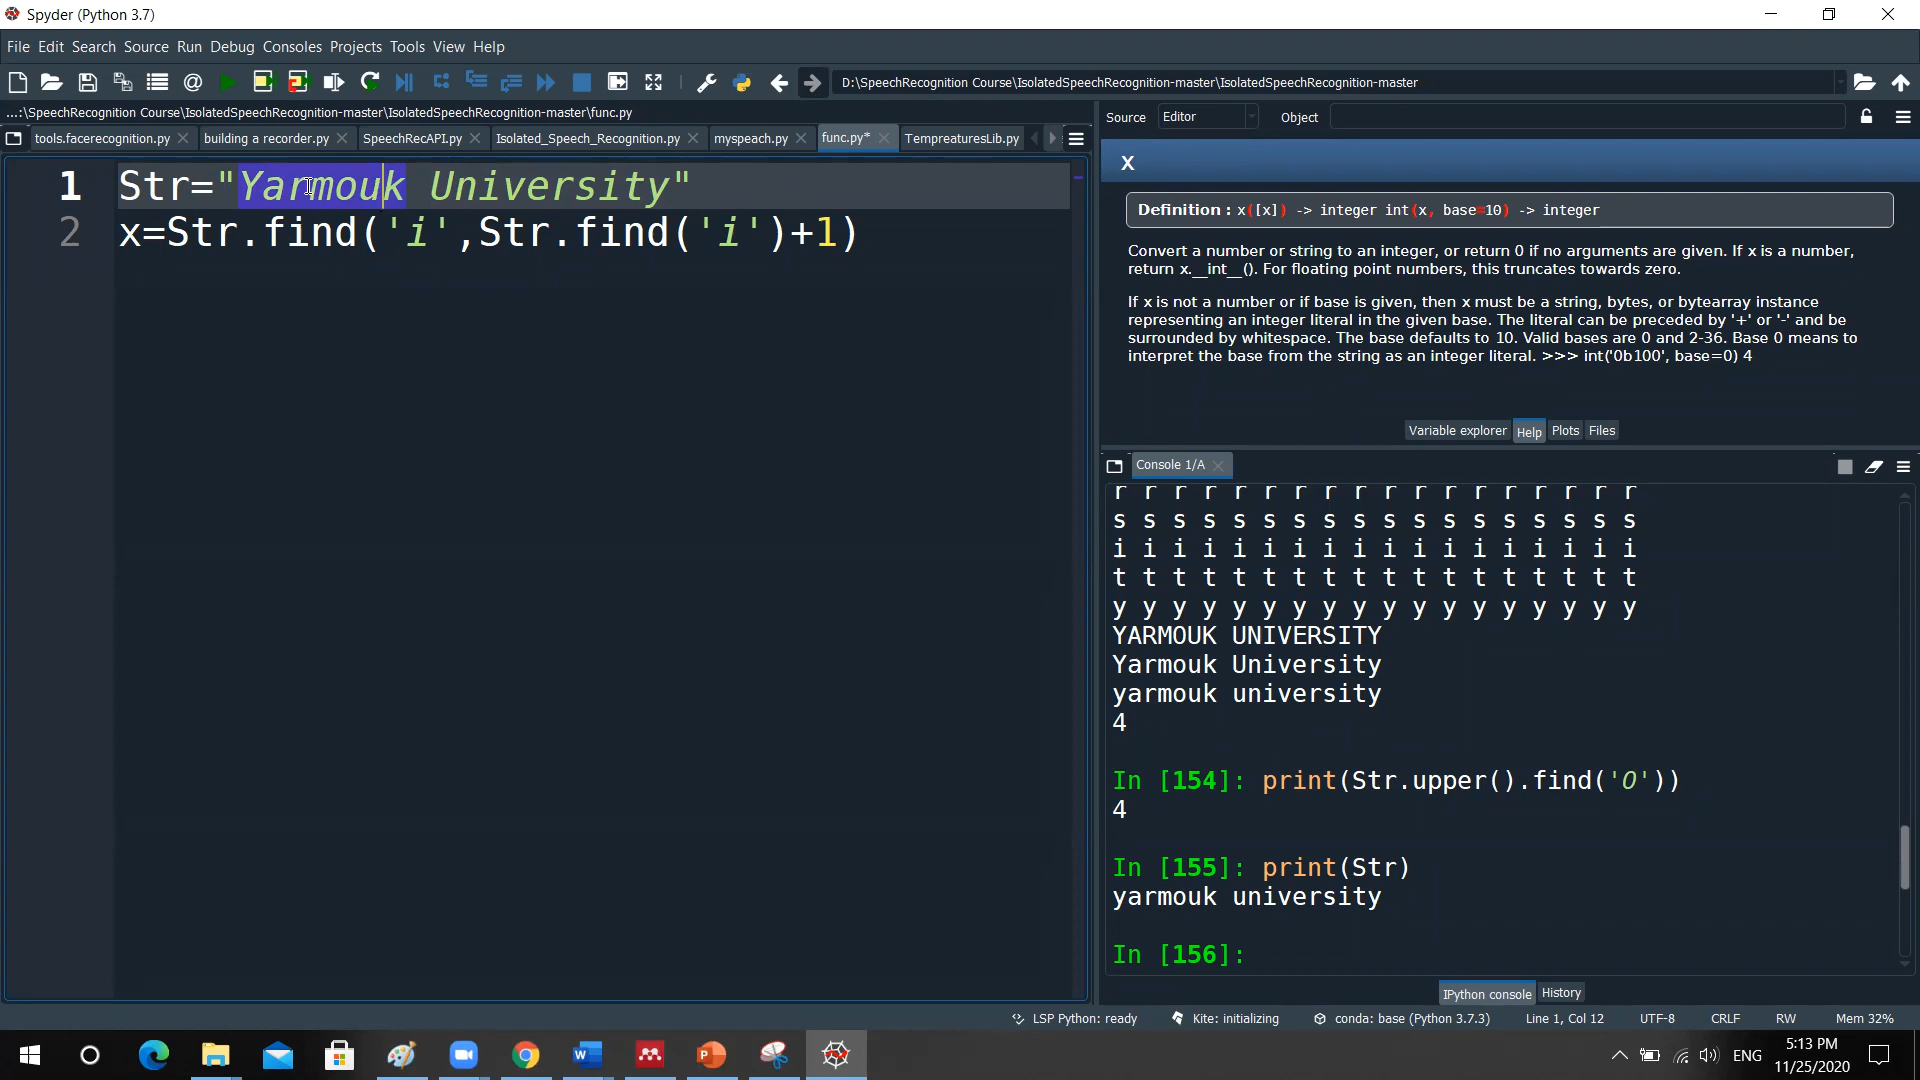 Spyder (Python 3.7)
File Edit Search Source Run Debug Consoles Projects Tools View Help
D:\SpeechRecognition Course\IsolatedSpeechRecognition-master\IsolatedSpeechRecognition-master
...:\SpeechRecognition Course\IsolatedSpeechRecognition-master\IsolatedSpeechRecognition-master\func.py
tools.facerecognition.py building a recorder.py SpeechRecAPI.py Isolated_Speech_Recognition.py myspeach.py func.py* TempreaturesLib.py
1 Str="Yarmouk University"
2 x=Str.find('i',Str.find('i')+1)
Source Editor Object
x
Definition : x([x]) -> integer int(x, base=10) -> integer
Convert a number or string to an integer, or return 0 if no arguments are given. If x is a number,
return x.__int__(). For floating point numbers, this truncates towards zero.
If x is not a number or if base is given, then x must be a string, bytes, or bytearray instance
representing an integer literal in the given base. The literal can be preceded by '+' or '-' and be
surrounded by whitespace. The base defaults to 10. Valid bases are 0 and 2-36. Base 0 means to
interpret the base from the string as an integer literal. >>> int('0b100', base=0) 4
Variable explorer Help Plots Files
Console 1/A
r r r r r r r r r r r r r r r r r r
s s s s s s s s s s s s s s s s s s
i i i i i i i i i i i i i i i i i i
t t t t t t t t t t t t t t t t t t
y y y y y y y y y y y y y y y y y y
YARMOUK UNIVERSITY
Yarmouk University
yarmouk university
4
In [154]: print(Str.upper().find('O'))
4
In [155]: print(Str)
yarmouk university
In [156]:
IPython console History
LSP Python: ready Kite: initializing conda: base (Python 3.7.3) Line 1, Col 12 UTF-8 CRLF RW Mem 32%
ENG
5:13 PM
11/25/2020